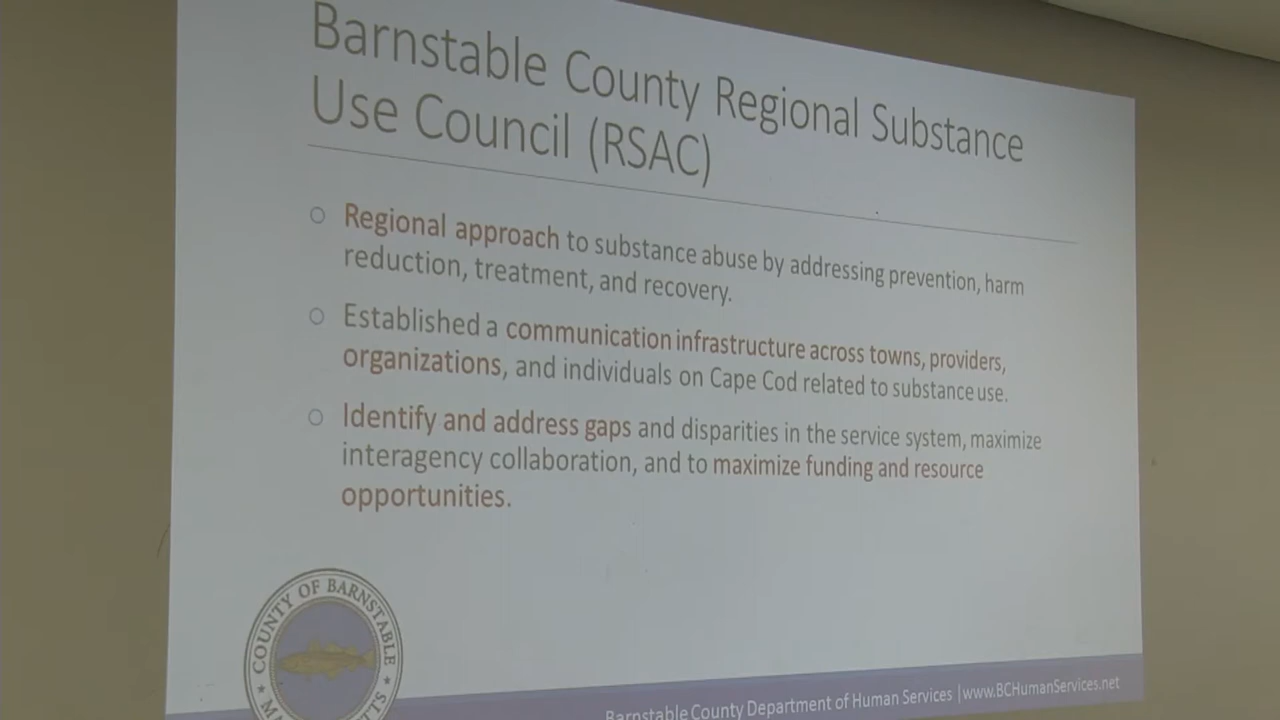 Barnstable County Regional Substance
Use Council (RSAC)
Regional approach to substance abuse by addressing prevention, harm
reduction, treatment, and recovery.
Established a communication infrastructure across towns, providers,
organizations, and individuals on Cape Cod related to substance use.
Identify and address gaps and disparities in the service system, maximize
interagency collaboration, and to maximize funding and resource
opportunities.
COUNTY OF BARNSTABLE
Barnstable County Department of Human Services | www.BCHumanServices.net